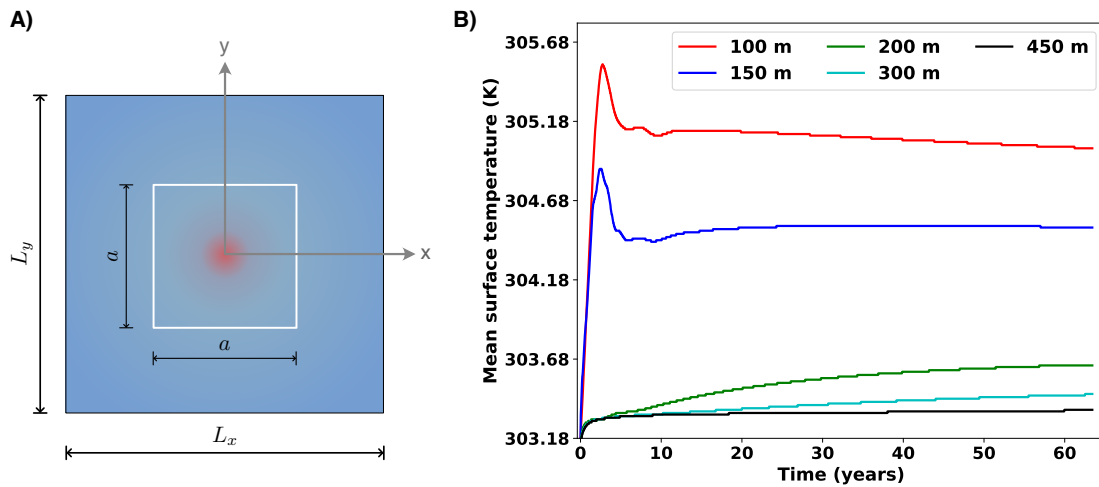 A)
y
x
L_y
a
a
L_x
B)
Mean surface temperature (K)
305.68
305.18
304.68
304.18
303.68
303.18
100 m
150 m
200 m
300 m
450 m
0
10
20
30
40
50
60
Time (years)